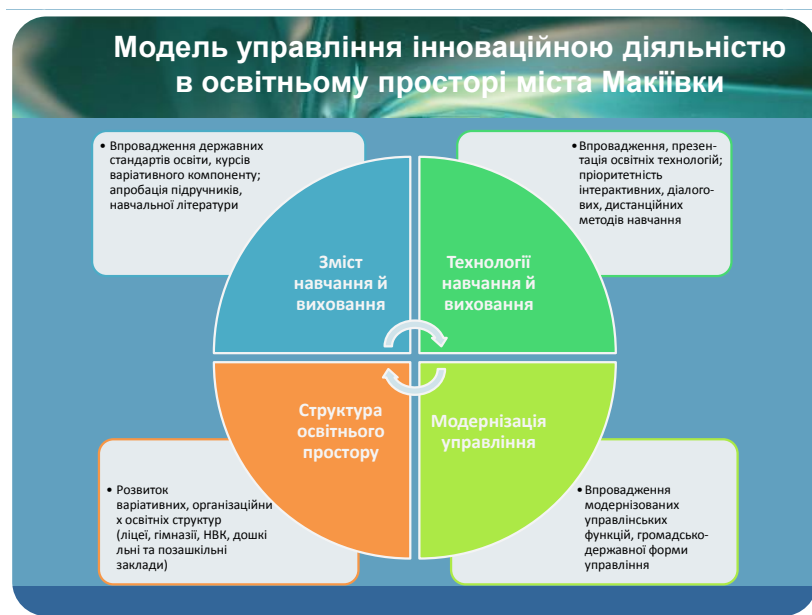 Модель управління інноваційною діяльністю
в освітньому просторі міста Макіївки
• Впровадження державних
стандартів освіти, курсів
варіативного компоненту;
апробація підручників,
навчальної літератури
• Впровадження, презен-
тація освітніх технологій;
пріоритетність
інтерактивних, діалого-
вих, дистанційних
методів навчання
Зміст
навчання й
виховання
Технології
навчання й
виховання
Структура
освітнього
простору
Модернізація
управління
• Розвиток
варіативних, організаційни
х освітніх структур
(ліцеї, гімназії, НВК, дошкі
льні та позашкільні
заклади)
• Впровадження
модернізованих
управлінських
функцій, громадсько-
державної форми
управління